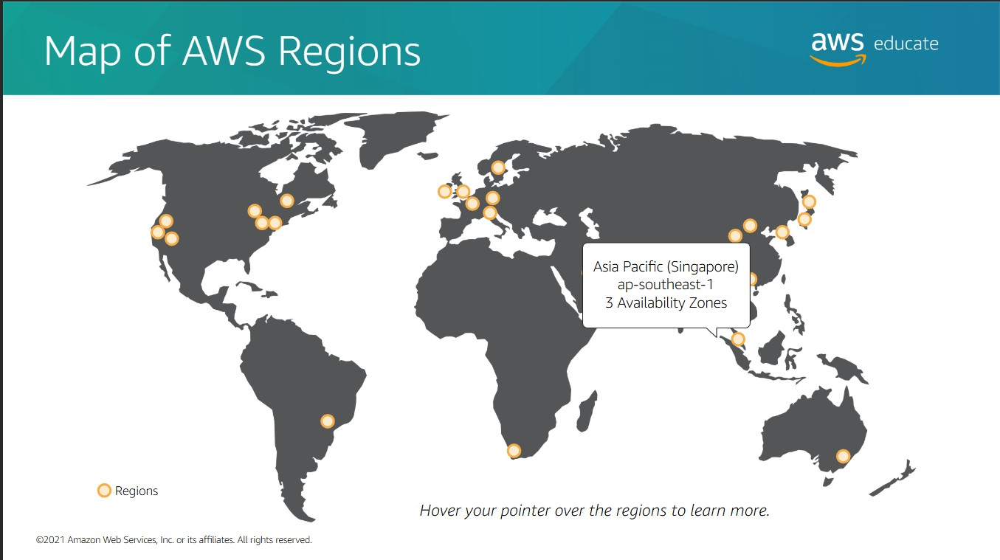 Map of AWS Regions
aws educate
Asia Pacific (Singapore)
ap-southeast-1
3 Availability Zones
Regions
Hover your pointer over the regions to learn more.
©2021 Amazon Web Services, Inc. or its affiliates. All rights reserved.